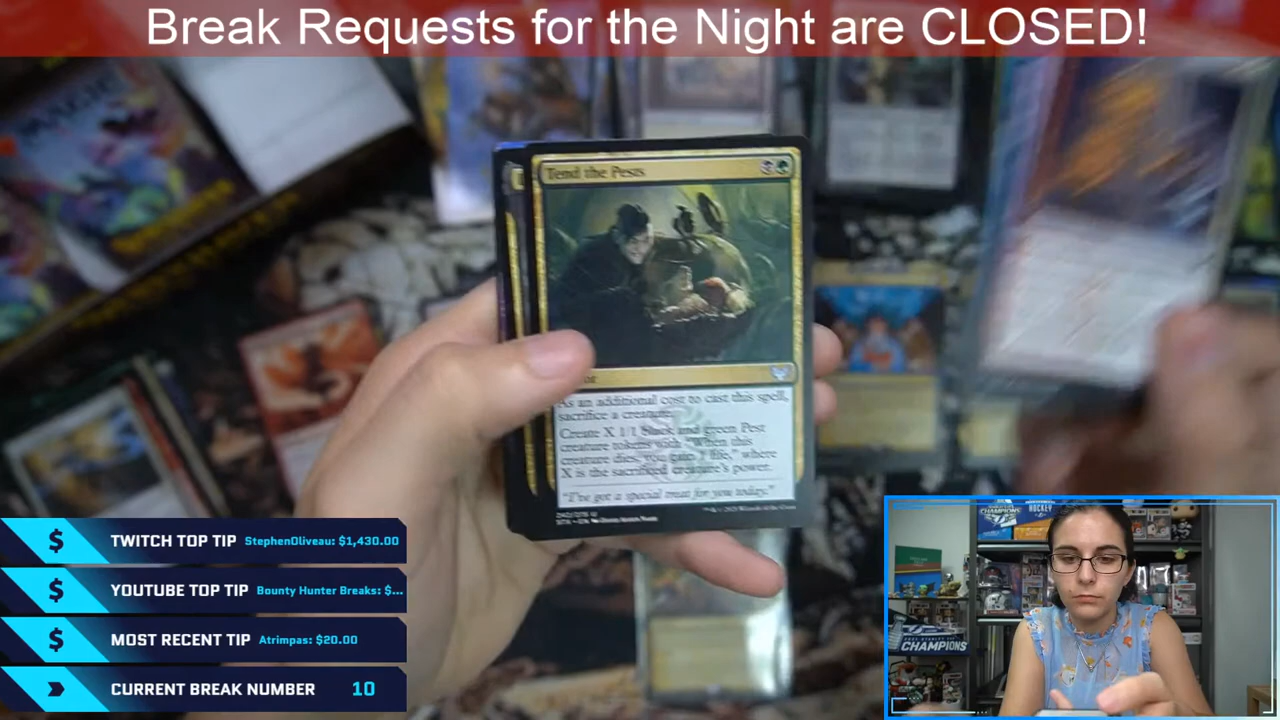 Break Requests for the Night are CLOSED!
MAGIC
Tend the Pests
As an additional cost to cast this spell,
sacrifice a creature.
Create X 1/1 black and green Pest
creature tokens with "When this
creature dies, you gain 1 life," where
X is the sacrificed creature's power.
"I've got a special treat for you today."
TWITCH TOP TIP StephenOliveau: $1,430.00
YOUTUBE TOP TIP Bounty Hunter Breaks: $...
MOST RECENT TIP Atrimpas: $20.00
CURRENT BREAK NUMBER 10
CHAMPIONS
HOCKEY
CHAMPIONS